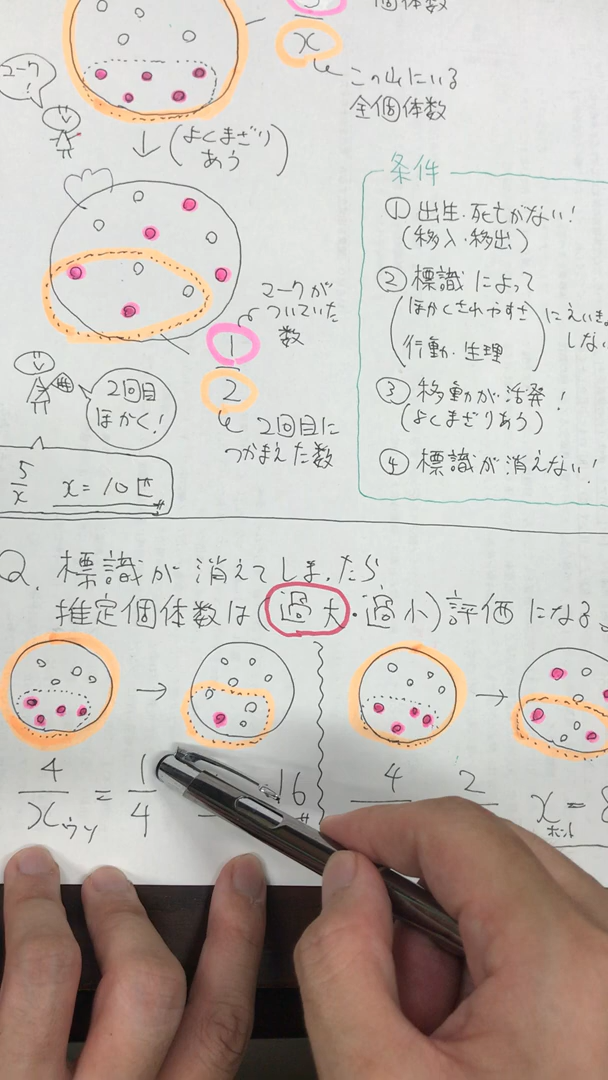 個体数
x
この山にいる
全個体数
マーク!
(よくまざり
あう)
条件
① 出生・死亡がない!
(移入・移出)
② 標識によって
(ほかくされやすさ
行動・生理)
しない
③ 移動が活発!
(よくまざりあう)
④ 標識が消えない!
マークが
ついていた
数
1
2
2回目
ほかく!
2回目に
つかまえた数
5
x
x=10匹
Q. 標識が消えてしまったら
推定個体数は(過大・過小)評価になる。
4
xウソ
=
1
4
16
4
2
xホント=8